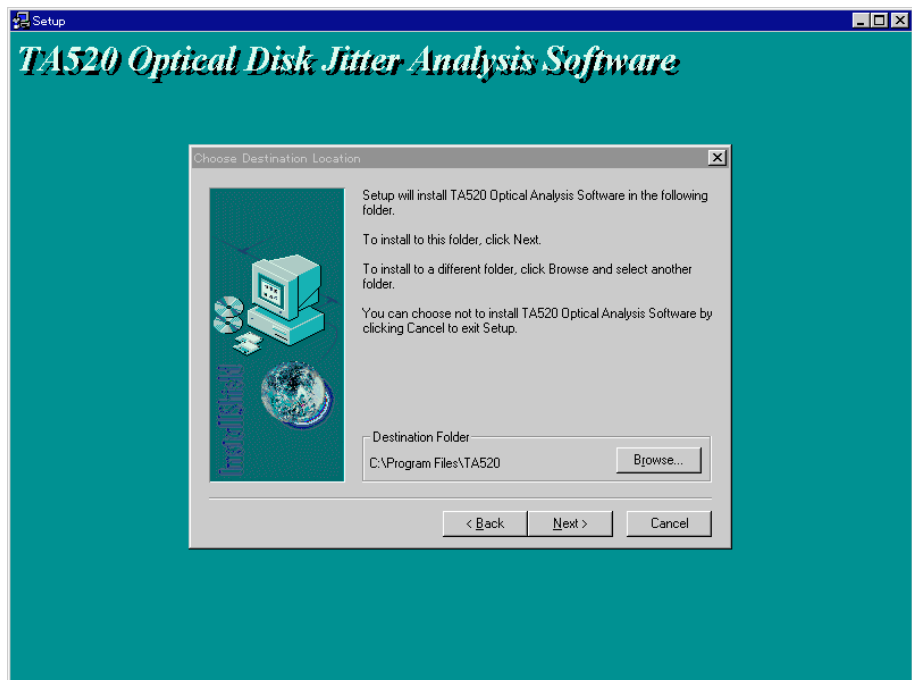 Setup
TA520 Optical Disk Jitter Analysis Software
Choose Destination Location
Setup will install TA520 Optical Analysis Software in the following
folder.
To install to this folder, click Next.
To install to a different folder, click Browse and select another
folder.
You can choose not to install TA520 Optical Analysis Software by
clicking Cancel to exit Setup.
InstallShield
Destination Folder
C:\Program Files\TA520
Browse...
< Back
Next >
Cancel